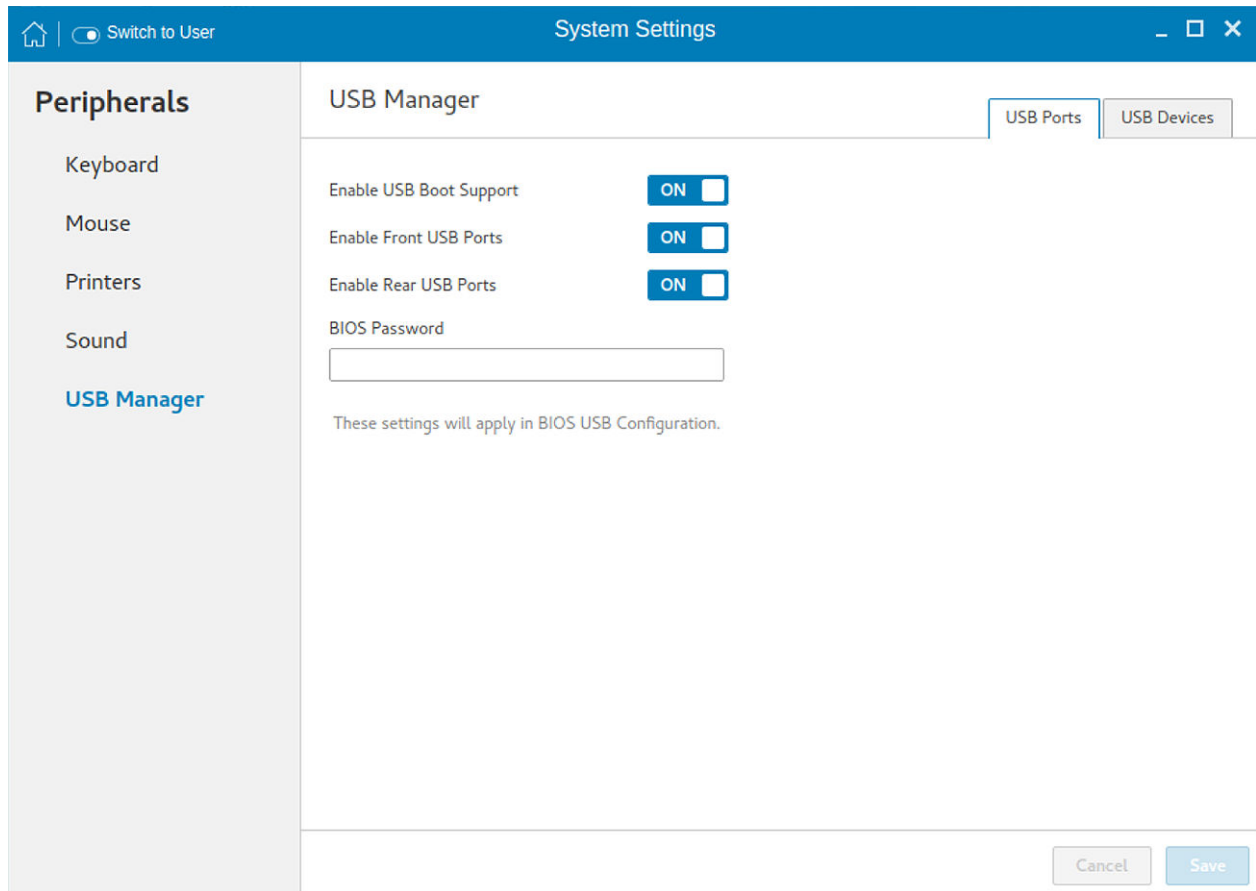 Switch to User
System Settings
Peripherals
Keyboard
Mouse
Printers
Sound
USB Manager
USB Manager
USB Ports
USB Devices
Enable USB Boot Support ON
Enable Front USB Ports ON
Enable Rear USB Ports ON
BIOS Password
These settings will apply in BIOS USB Configuration.
Cancel
Save